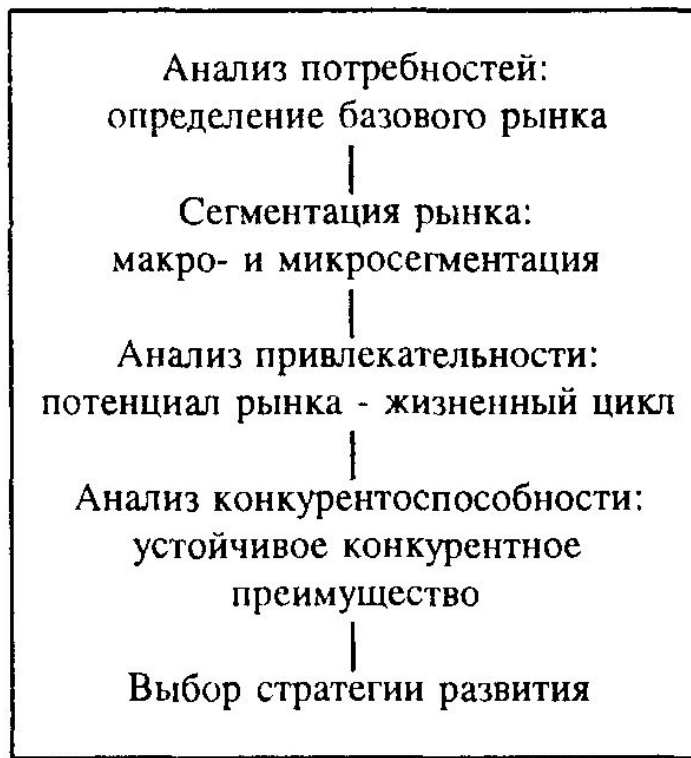 Анализ потребностей:
определение базового рынка
Сегментация рынка:
макро- и микросегментация
Анализ привлекательности:
потенциал рынка - жизненный цикл
Анализ конкурентоспособности:
устойчивое конкурентное
преимущество
Выбор стратегии развития